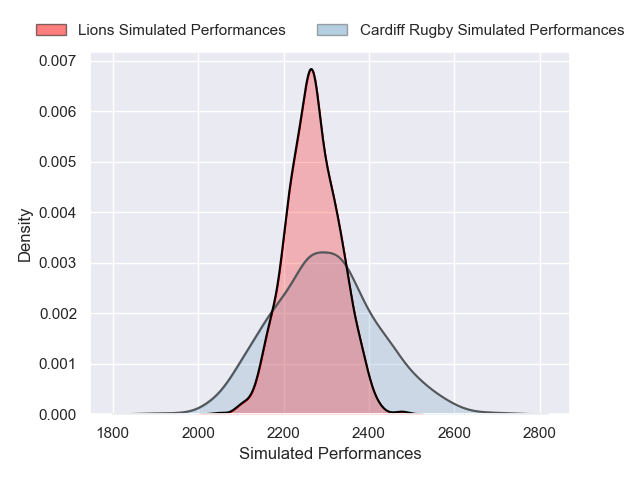 Lions Simulated Performances
Cardiff Rugby Simulated Performances
0.007
0.006
0.005
0.004
0.003
0.002
0.001
0.000
Density
1800 2000 2200 2400 2600 2800
Simulated Performances